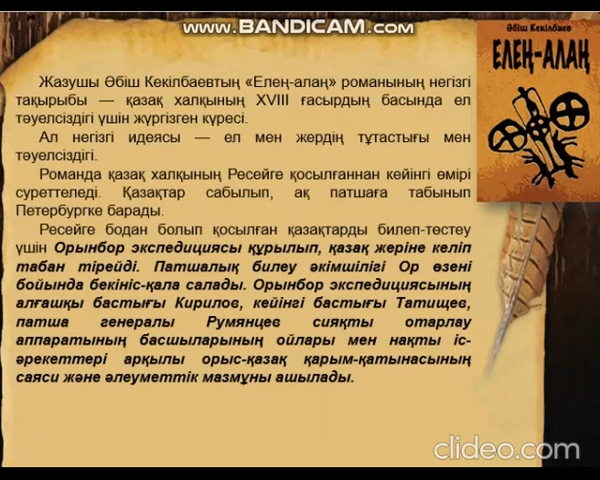 www.BANDICAM.com
Әбіш Кекілбаев
ЕЛЕҢ-АЛАҢ
Жазушы Әбіш Кекілбаевтың «Елең-алаң» романының негізгі
тақырыбы — қазақ халқының XVIII ғасырдың басында ел
тәуелсіздігі үшін жүргізген күресі.
Ал негізгі идеясы — ел мен жердің тұтастығы мен
тәуелсіздігі.
Романда қазақ халқының Ресейге қосылғаннан кейінгі өмірі
суреттеледі. Қазақтар сабылып, ақ патшаға табынып
Петербургке барады.
Ресейге бодан болып қосылған қазақтарды билеп-төстеу
үшін Орынбор экспедициясы құрылып, қазақ жеріне келіп
табан тірейді. Патшалық билеу әкімшілігі Ор өзені
бойында бекініс-қала салады. Орынбор экспедициясының
алғашқы бастығы Кирилов, кейінгі бастығы Татищев,
патша генералы Румянцев сияқты отарлау
аппаратының басшыларының ойлары мен нақты іс-
әрекеттері арқылы орыс-қазақ қарым-қатынасының
саяси және әлеуметтік мазмұны ашылады.
clideo.com